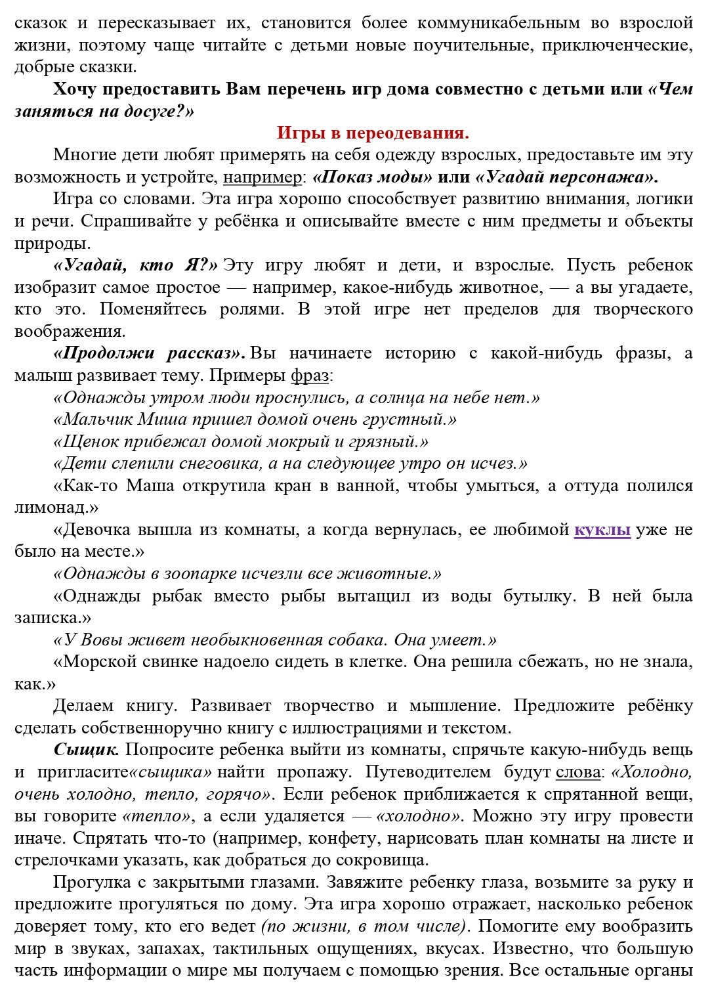 сказок и пересказывает их, становится более коммуникабельным во взрослой
жизни, поэтому чаще читайте с детьми новые поучительные, приключенческие,
добрые сказки.
Хочу предоставить Вам перечень игр дома совместно с детьми или «Чем
заняться на досуге?»
Игры в переодевания.
Многие дети любят примерять на себя одежду взрослых, предоставьте им эту
возможность и устройте, например: «Показ моды» или «Угадай персонажа».
Игра со словами. Эта игра хорошо способствует развитию внимания, логики
и речи. Спрашивайте у ребёнка и описывайте вместе с ним предметы и объекты
природы.
«Угадай, кто Я?» Эту игру любят и дети, и взрослые. Пусть ребенок
изобразит самое простое — например, какое-нибудь животное, — а вы угадаете,
кто это. Поменяйтесь ролями. В этой игре нет пределов для творческого
воображения.
«Продолжи рассказ». Вы начинаете историю с какой-нибудь фразы, а
малыш развивает тему. Примеры фраз:
«Однажды утром люди проснулись, а солнца на небе нет.»
«Мальчик Миша пришел домой очень грустный.»
«Щенок прибежал домой мокрый и грязный.»
«Дети слепили снеговика, а на следующее утро он исчез.»
«Как-то Маша открутила кран в ванной, чтобы умыться, а оттуда полился
лимонад.»
«Девочка вышла из комнаты, а когда вернулась, ее любимой куклы уже не
было на месте.»
«Однажды в зоопарке исчезли все животные.»
«Однажды рыбак вместо рыбы вытащил из воды бутылку. В ней была
записка.»
«У Вовы живет необыкновенная собака. Она умеет.»
«Морской свинке надоело сидеть в клетке. Она решила сбежать, но не знала,
как.»
Делаем книгу. Развивает творчество и мышление. Предложите ребёнку
сделать собственноручно книгу с иллюстрациями и текстом.
Сыщик. Попросите ребенка выйти из комнаты, спрячьте какую-нибудь вещь
и пригласите«сыщика» найти пропажу. Путеводителем будут слова: «Холодно,
очень холодно, тепло, горячо». Если ребенок приближается к спрятанной вещи,
вы говорите «тепло», а если удаляется — «холодно». Можно эту игру провести
иначе. Спрятать что-то (например, конфету, нарисовать план комнаты на листе и
стрелочками указать, как добраться до сокровища.
Прогулка с закрытыми глазами. Завяжите ребенку глаза, возьмите за руку и
предложите прогуляться по дому. Эта игра хорошо отражает, насколько ребенок
доверяет тому, кто его ведет (по жизни, в том числе). Помогите ему вообразить
мир в звуках, запахах, тактильных ощущениях, вкусах. Известно, что большую
часть информации о мире мы получаем с помощью зрения. Все остальные органы